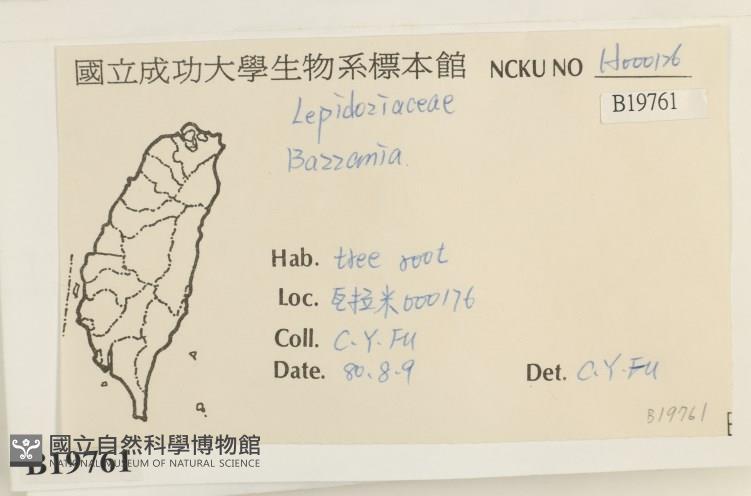 國立成功大學生物系標本館 NCKU NO H000176
B19761
Lepidoziaceae
Bazzania.
Hab. tree root
Loc. 瓦拉米000176
Coll. C.Y.FU
Date. 80.8.9 Det. C.Y.FU
B19761
國立自然科學博物館
NATIONAL MUSEUM OF NATURAL SCIENCE
B19761